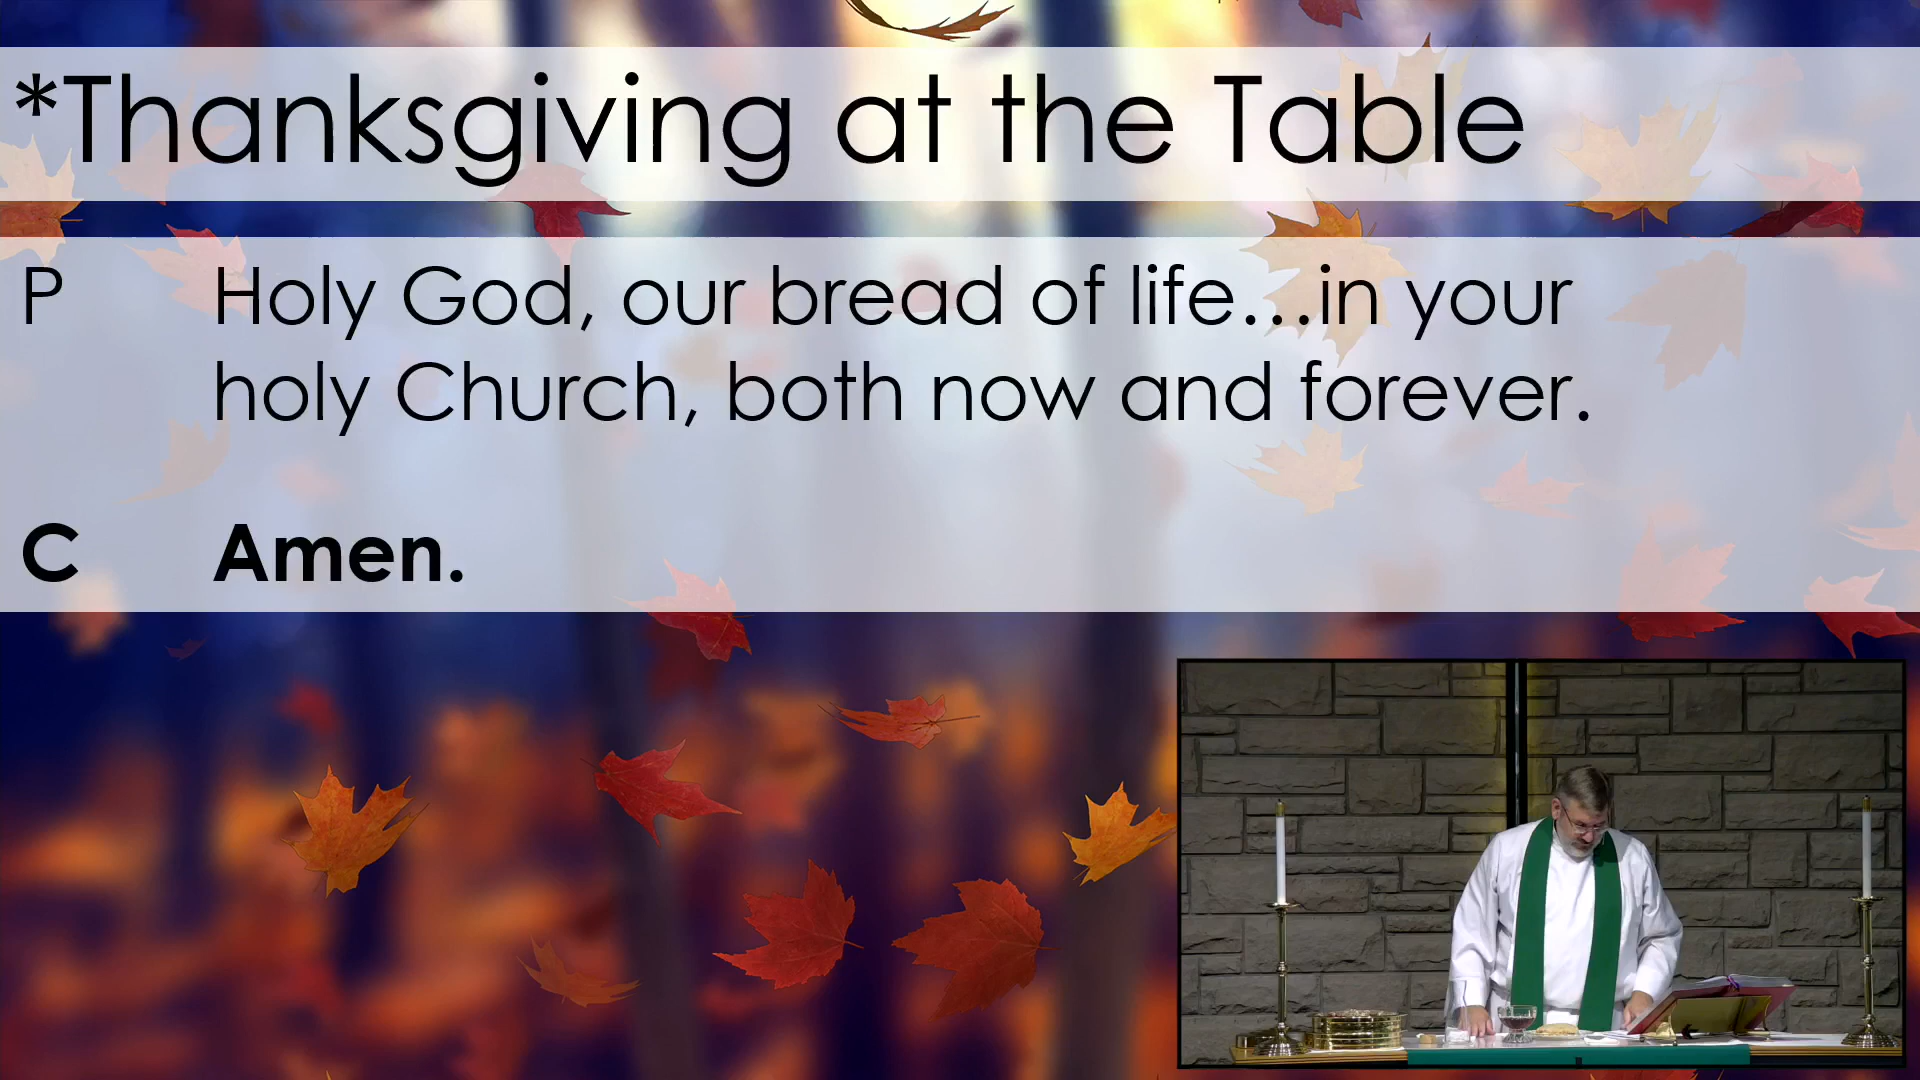 *Thanksgiving at the Table
P Holy God, our bread of life…in your
holy Church, both now and forever.
C Amen.